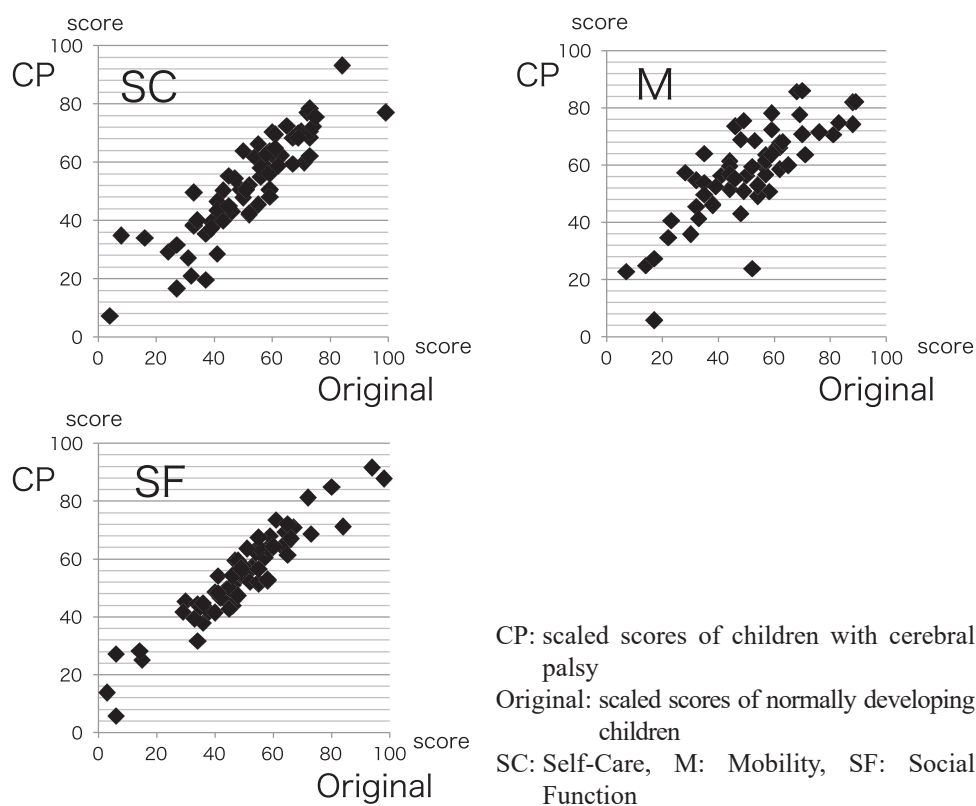 score
100
CP
SC
80
60
40
20
0
0 20 40 60 80 100
score
Original
score
100
CP
M
80
60
40
20
0
0 20 40 60 80 100
score
Original
score
100
CP
SF
80
60
40
20
0
0 20 40 60 80 100
score
Original
CP: scaled scores of children with cerebral
palsy
Original: scaled scores of normally developing
children
SC: Self-Care, M: Mobility, SF: Social
Function